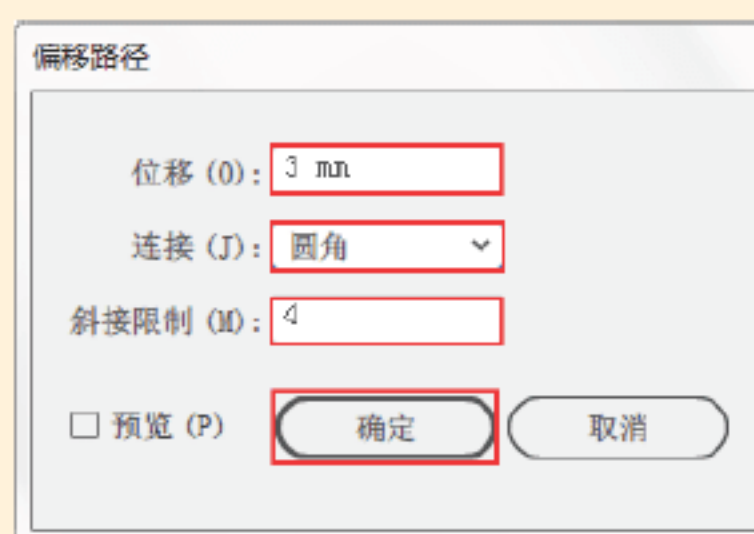 偏移路径
位移 (O): 3 mm
连接 (J): 圆角
斜接限制 (M): 4
预览 (P) 确定 取消